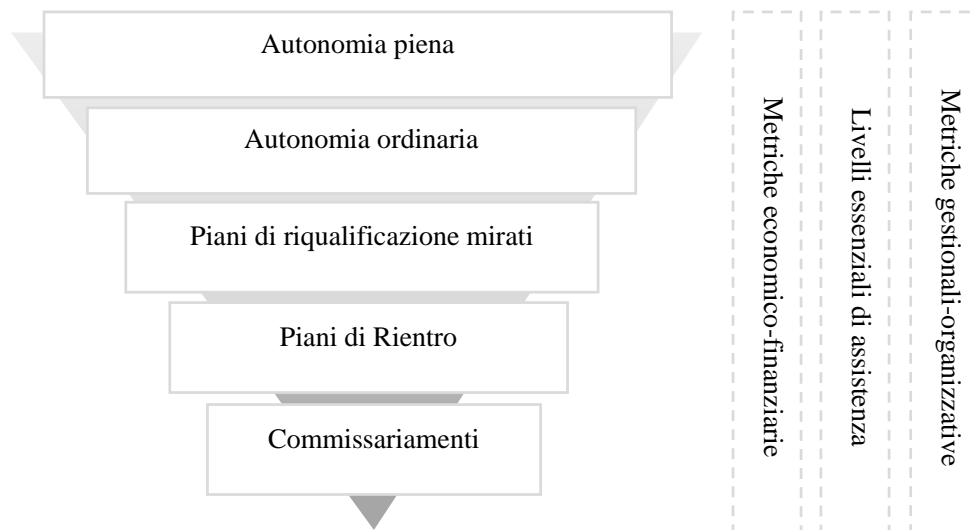 Autonomia piena
Autonomia ordinaria
Piani di riqualificazione mirati
Piani di Rientro
Commissariamenti
Metriche economico-finanziarie
Livelli essenziali di assistenza
Metriche gestionali-organizzative